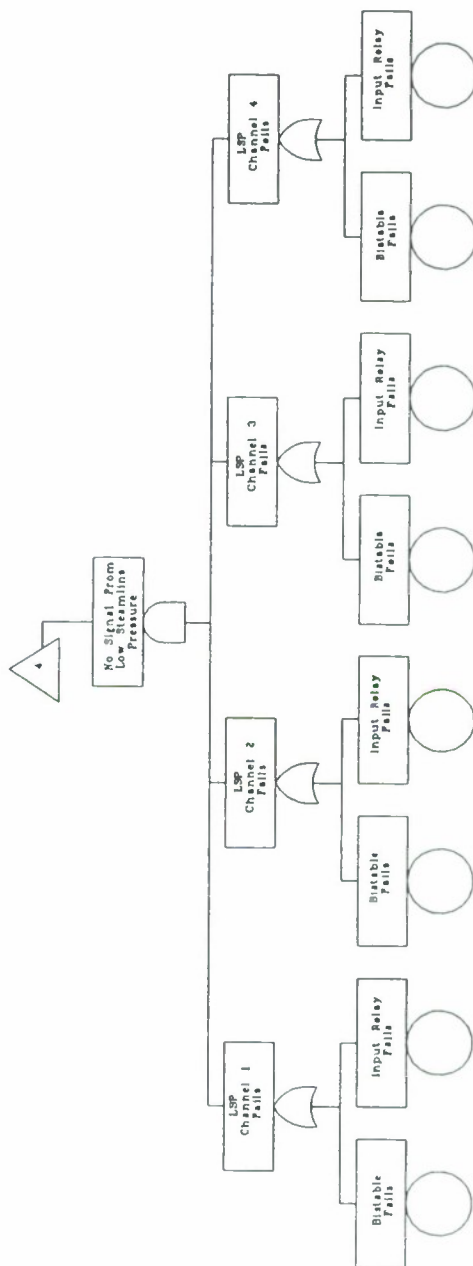 4
No Signal From
Low Steamline
Pressure
LSP
Channel 1
Fails
LSP
Channel 2
Fails
LSP
Channel 3
Fails
LSP
Channel 4
Fails
Bistable
Fails
Input Relay
Fails
Bistable
Fails
Input Relay
Fails
Bistable
Fails
Input Relay
Fails
Bistable
Fails
Input Relay
Fails